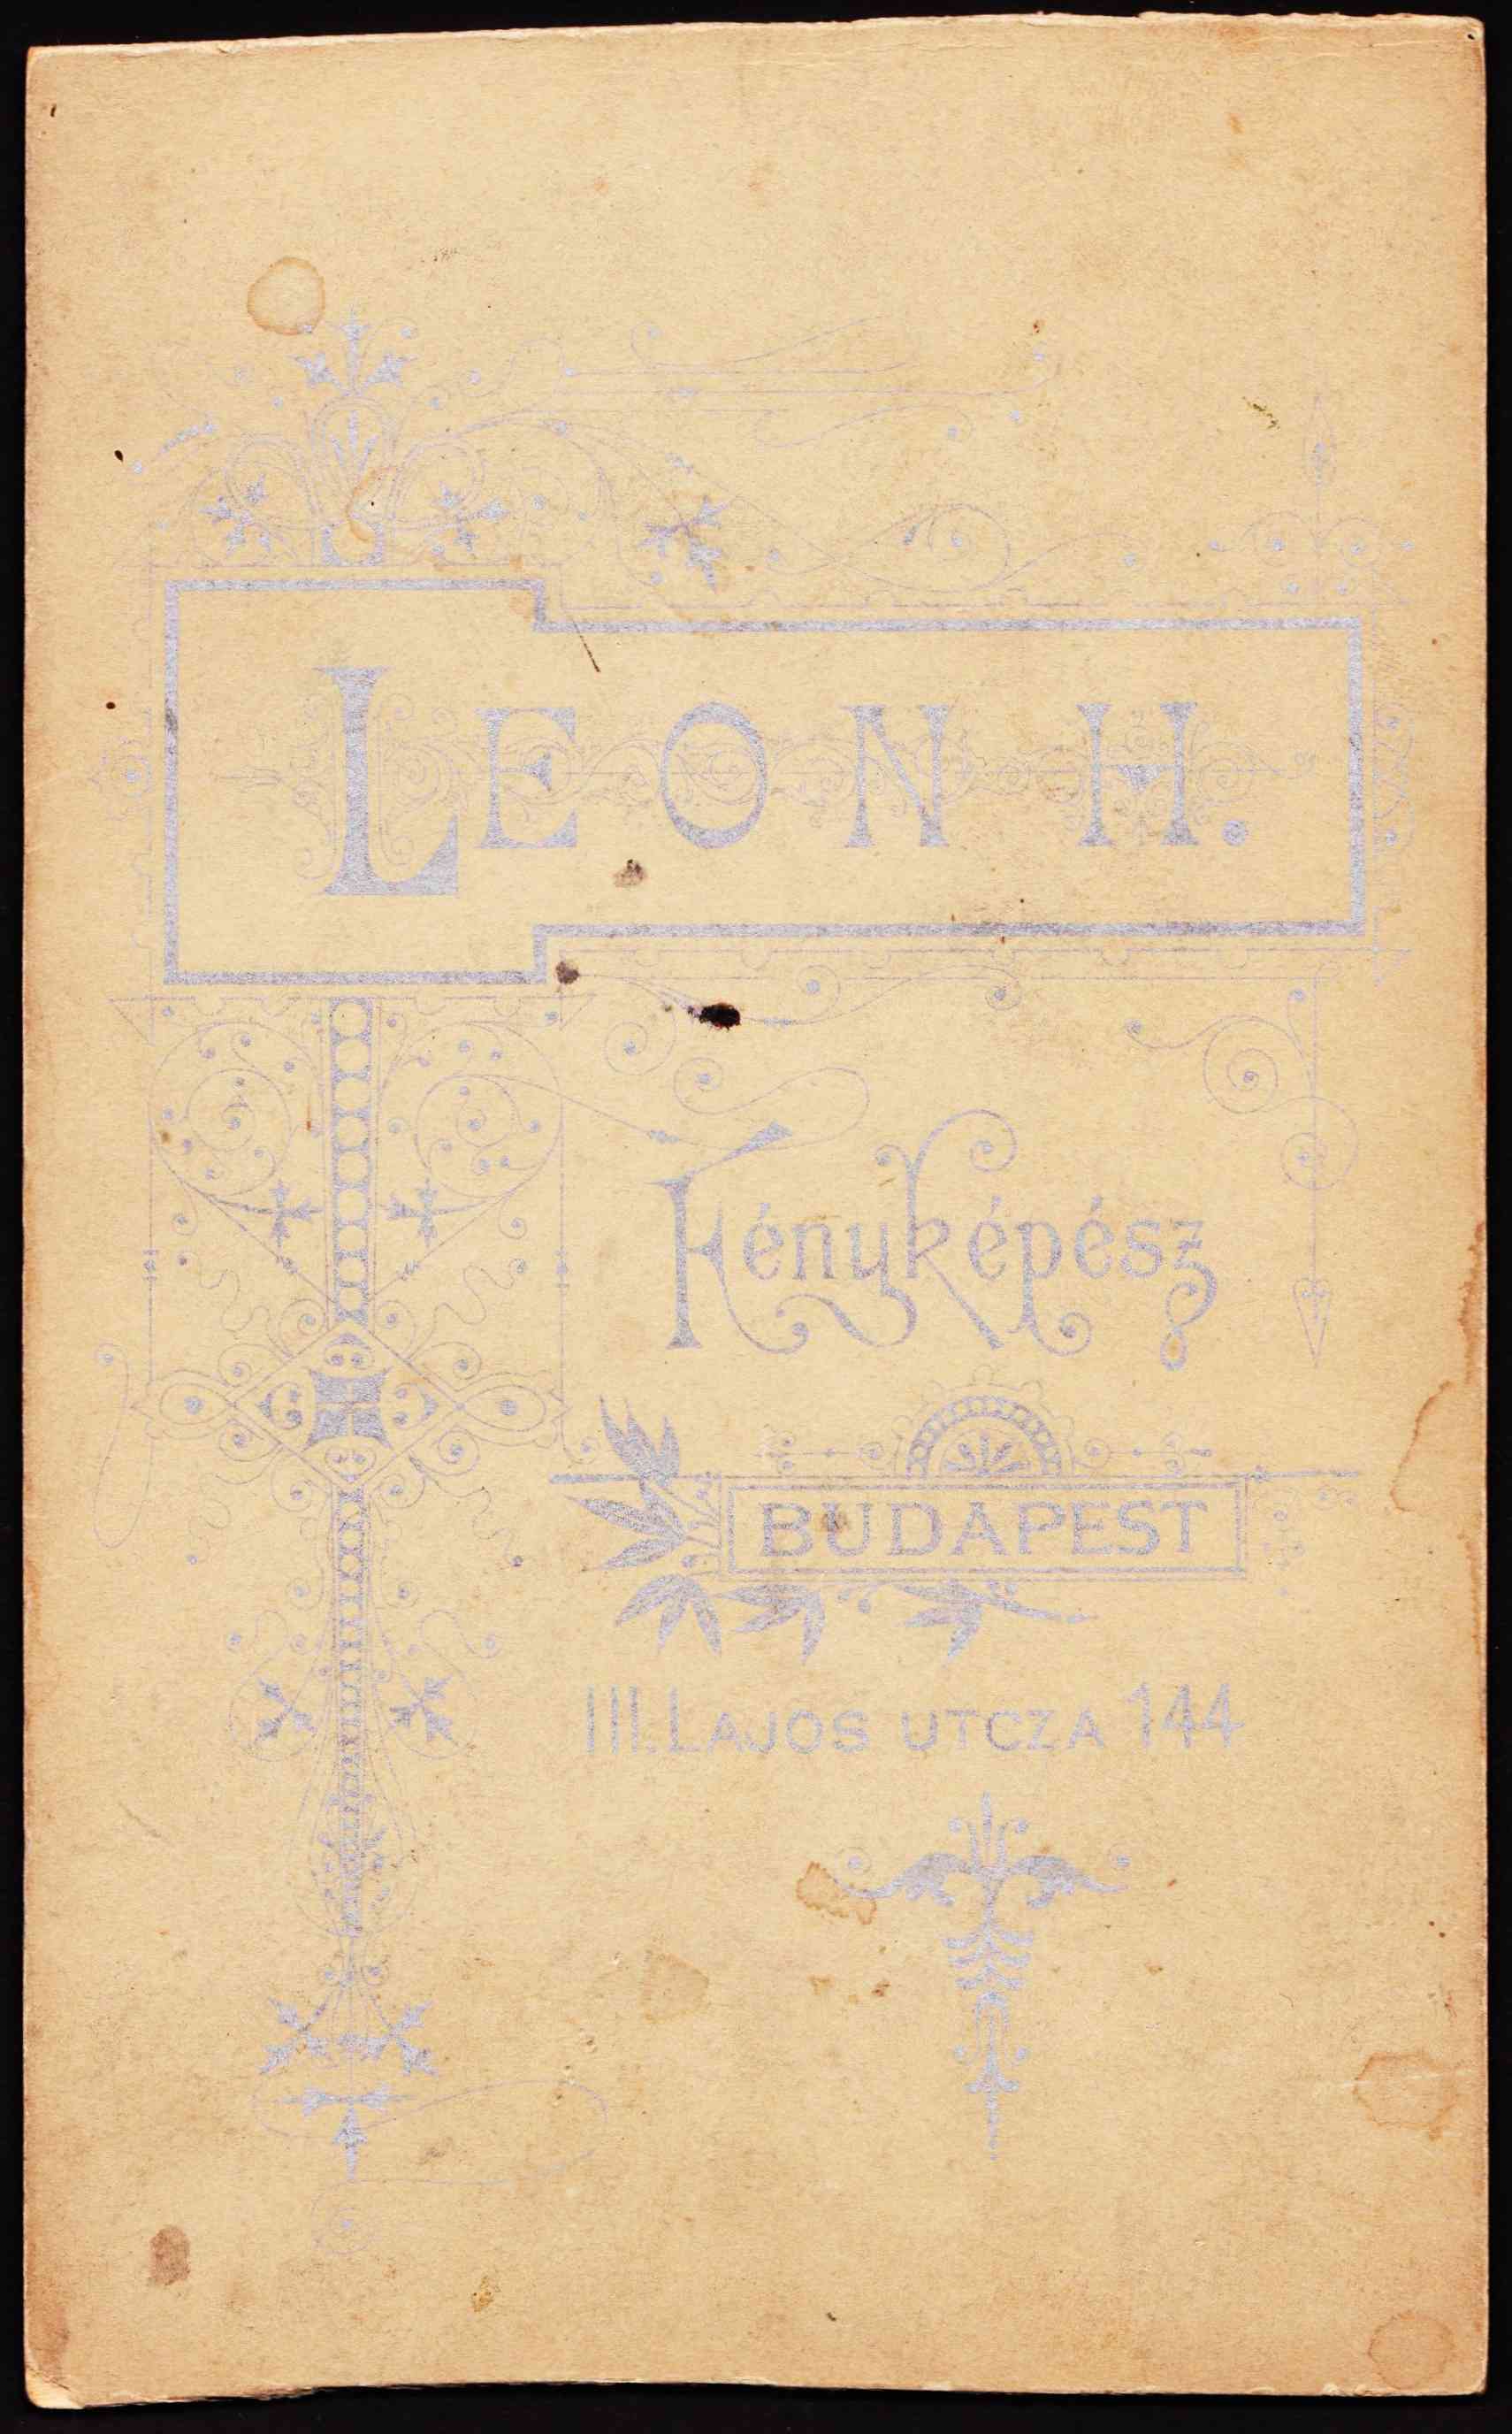 LEON H.
Fényképész
BUDAPEST
III. LAJOS UTCZA 144